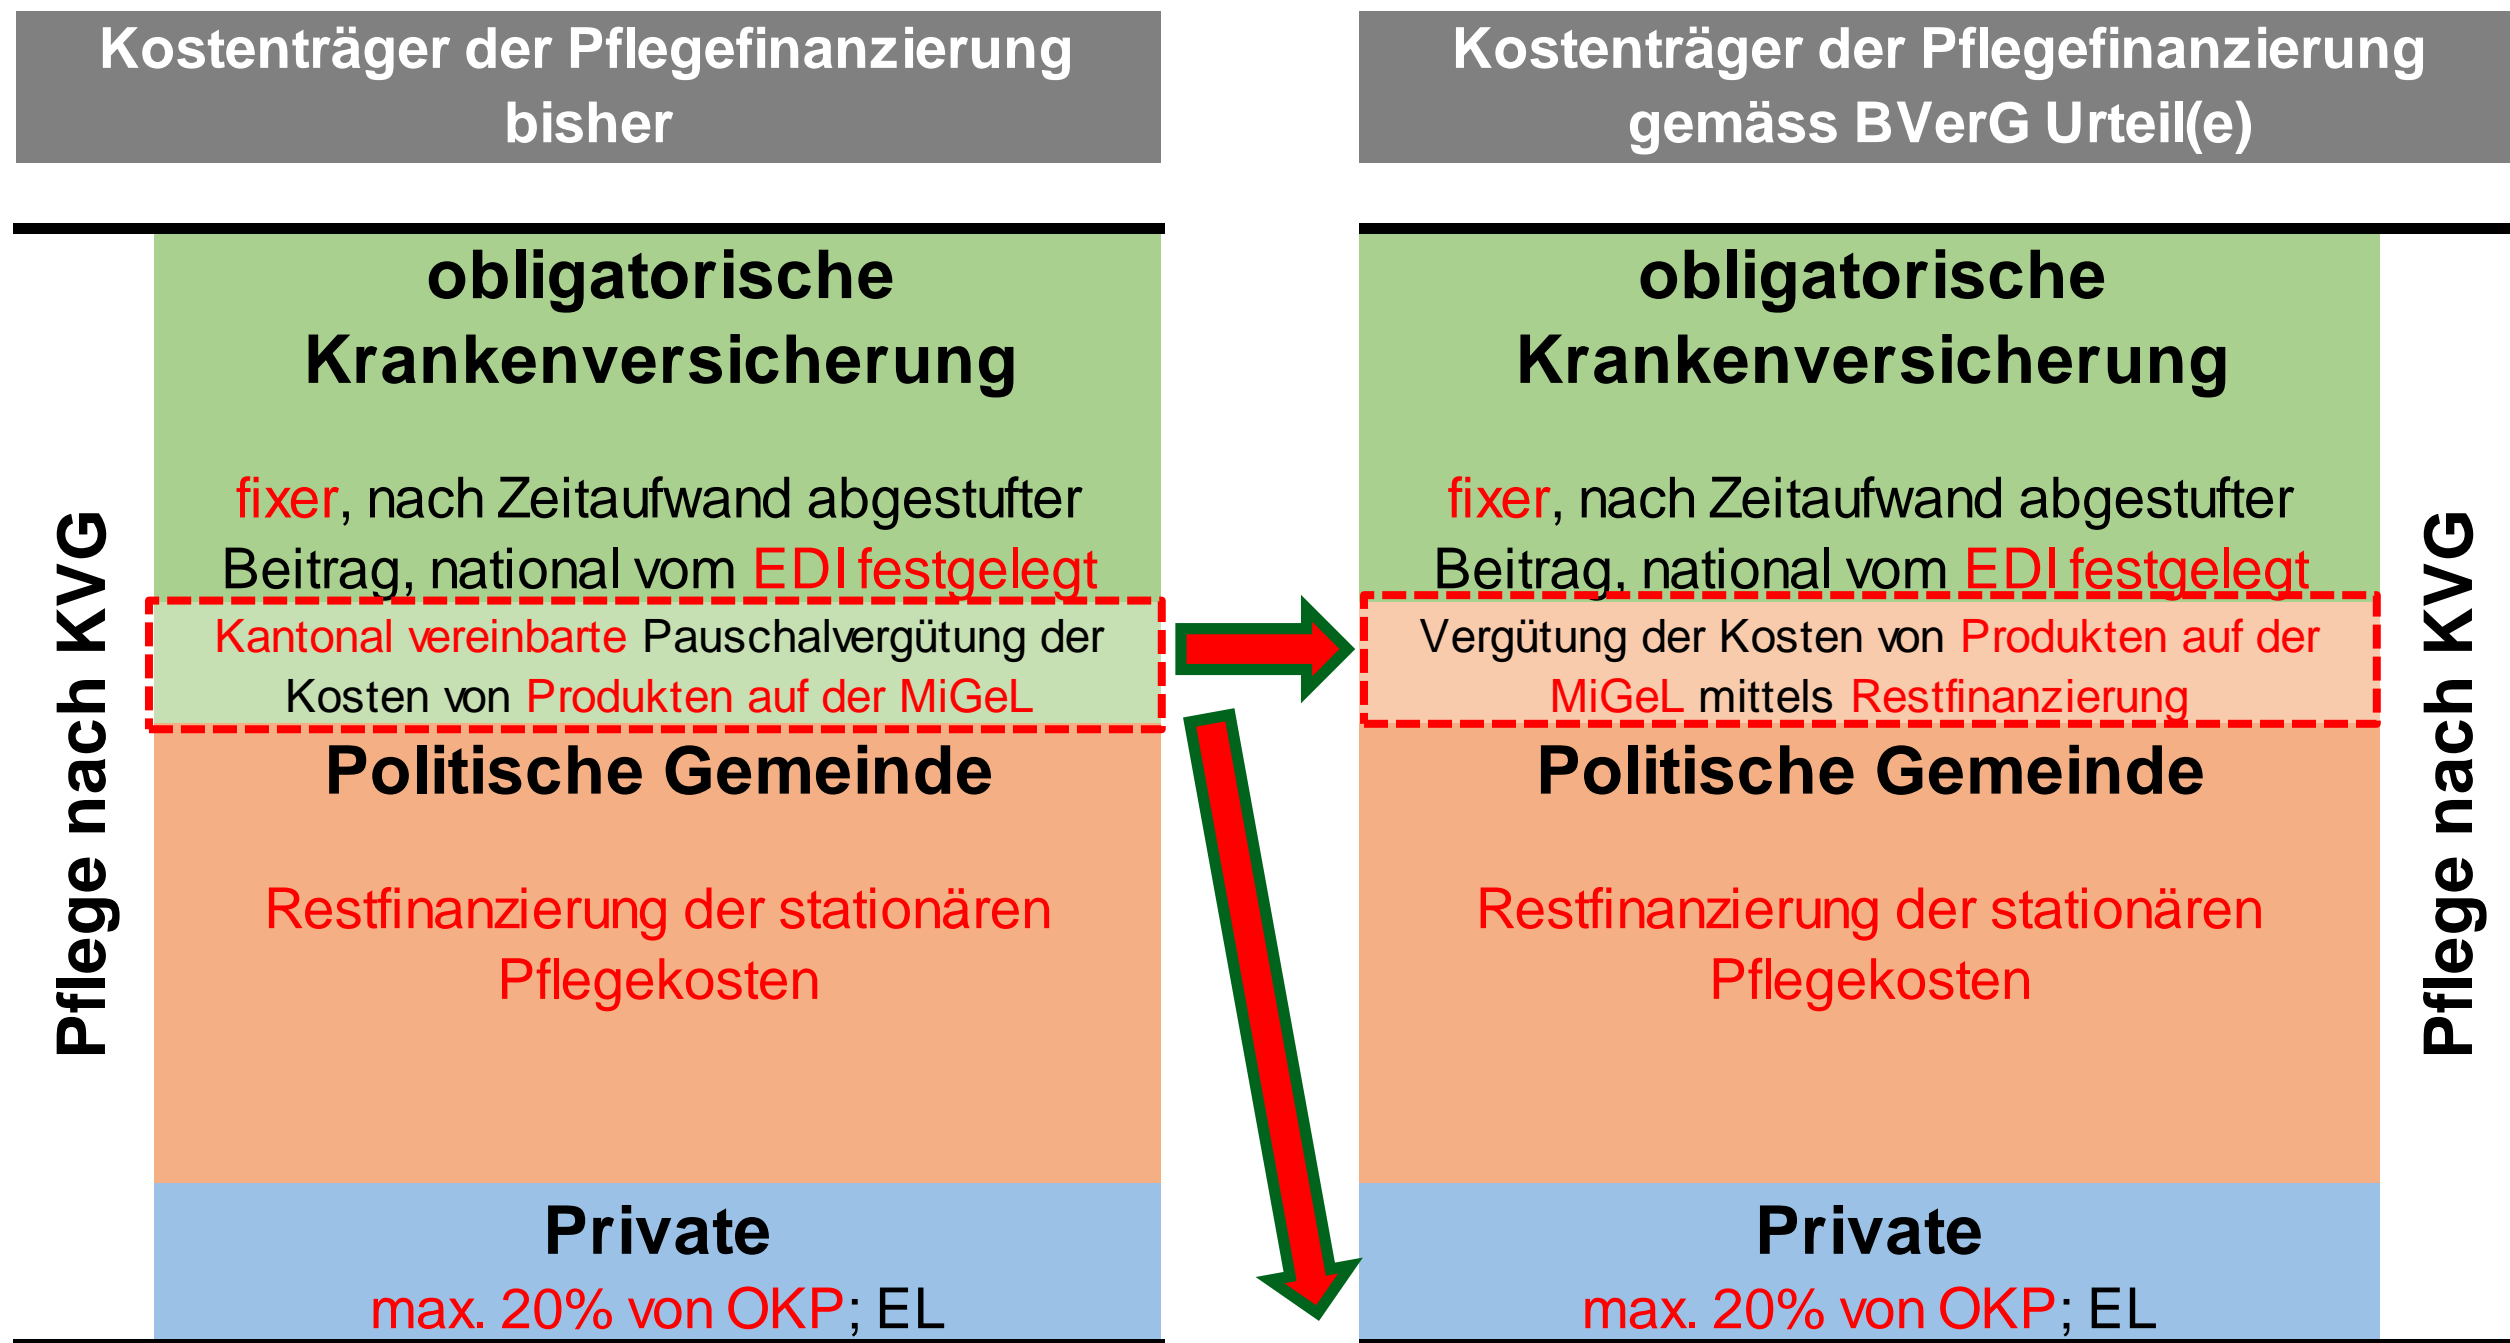 Kostenträger der Pflegefinanzierung
bisher
Pflege nach KVG
obligatorische
Krankenversicherung
fixer, nach Zeitaufwand abgestufter
Beitrag, national vom EDI festgelegt
Kantonal vereinbarte Pauschalvergütung der
Kosten von Produkten auf der MiGeL
Politische Gemeinde
Restfinanzierung der stationären
Pflegekosten
Private
max. 20% von OKP; EL
Kostenträger der Pflegefinanzierung
gemäss BVerG Urteil(e)
obligatorische
Krankenversicherung
fixer, nach Zeitaufwand abgestufter
Beitrag, national vom EDI festgelegt
Vergütung der Kosten von Produkten auf der
MiGeL mittels Restfinanzierung
Politische Gemeinde
Restfinanzierung der stationären
Pflegekosten
Private
max. 20% von OKP; EL
Pflege nach KVG